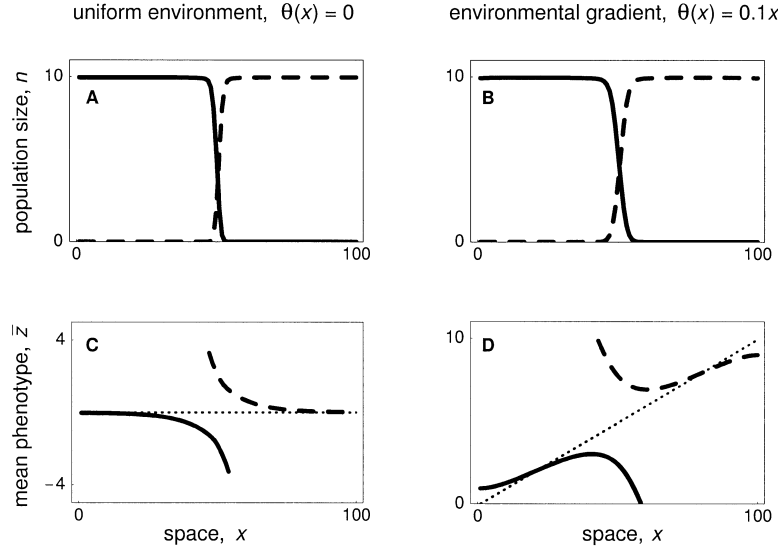 uniform environment, θ(x) = 0
environmental gradient, θ(x) = 0.1x
population size, n
10
A
0
0
100
10
B
0
0
100
mean phenotype, z̄
4
C
−4
0
100
space, x
10
D
0
0
100
space, x